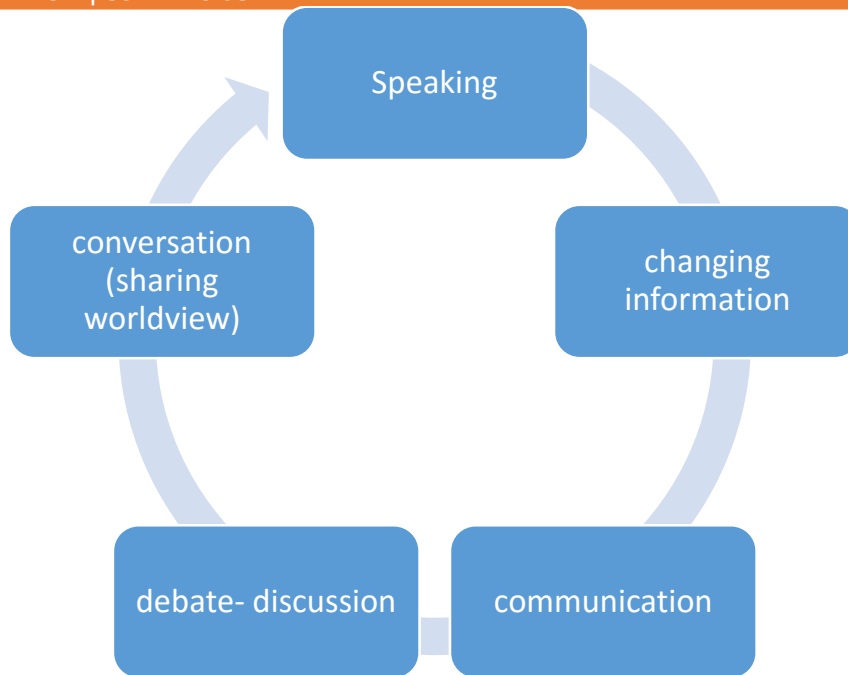 Speaking
changing
information
communication
debate- discussion
conversation
(sharing
worldview)